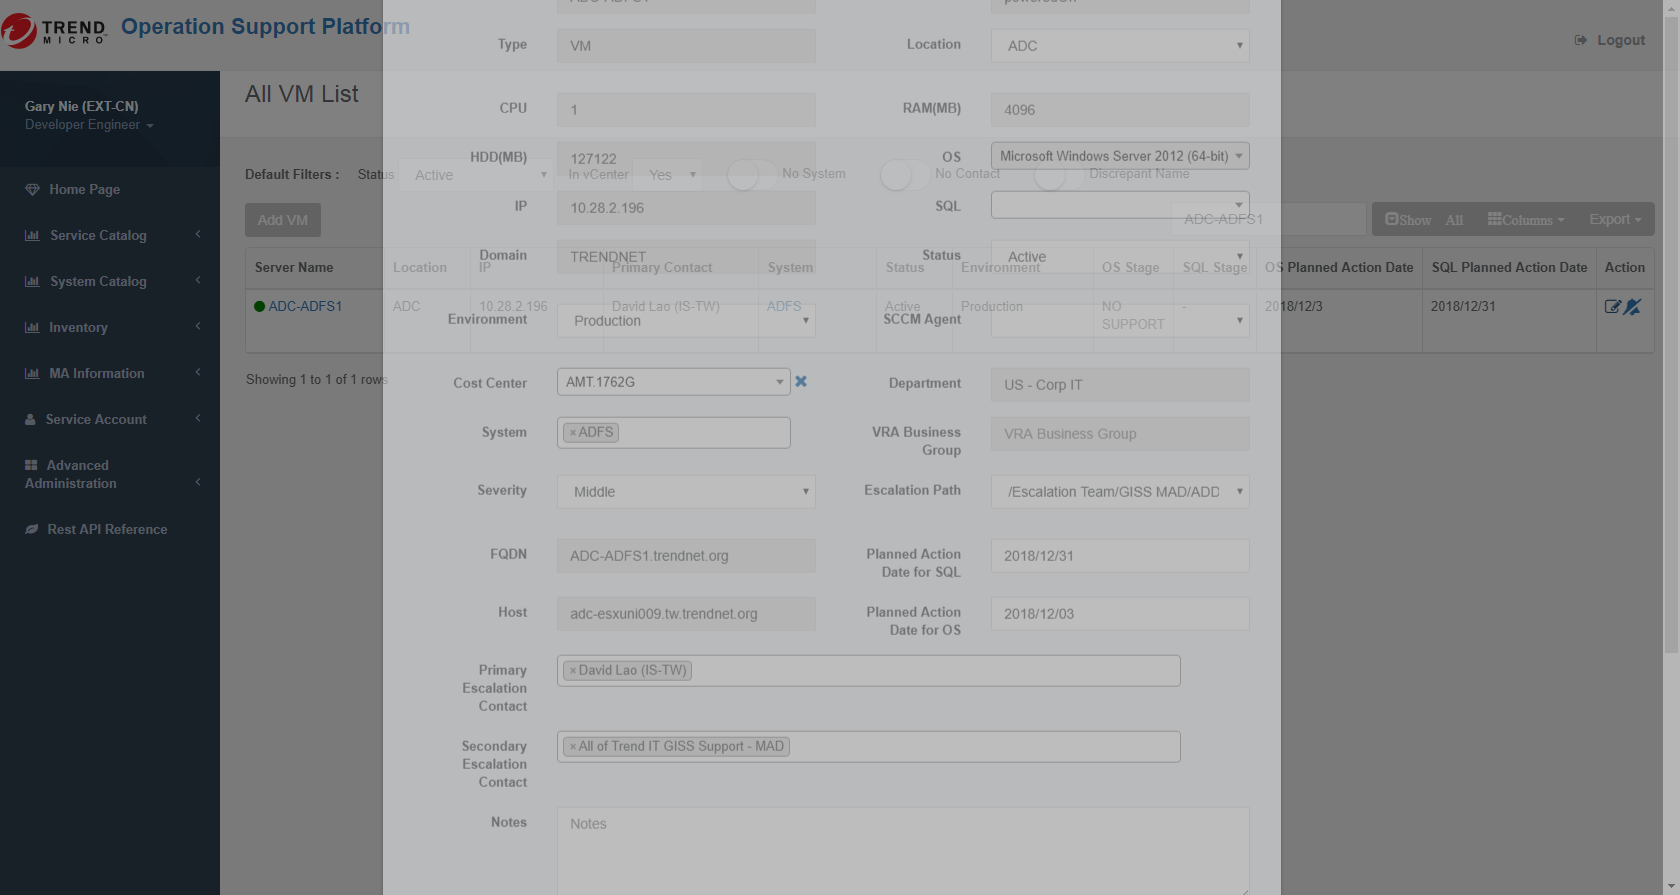 TREND
MICRO
Operation Support Platform
Logout
Gary Nie (EXT-CN)
Developer Engineer
Home Page
Service Catalog
System Catalog
Inventory
MA Information
Service Account
Advanced
Administration
Rest API Reference
All VM List
Default Filters :
Status
Active
In vCenter
Yes
No System
No Contact
Discrepant Name
Add VM
ADC-ADFS1
Show All
Columns
Export
Server Name
Location
IP
Primary Contact
System
Status
Environment
OS Stage
SQL Stage
OS Planned Action Date
SQL Planned Action Date
Action
ADC-ADFS1
ADC
10.28.2.196
David Lao (IS-TW)
ADFS
Active
Production
NO
SUPPORT
-
2018/12/3
2018/12/31
Showing 1 to 1 of 1 rows
Type
VM
Location
ADC
CPU
1
RAM(MB)
4096
HDD(MB)
127122
OS
Microsoft Windows Server 2012 (64-bit)
IP
10.28.2.196
SQL
Domain
TRENDNET
Status
Active
Environment
Production
SCCM Agent
Cost Center
AMT.1762G
Department
US - Corp IT
System
×ADFS
VRA Business
Group
VRA Business Group
Severity
Middle
Escalation Path
/Escalation Team/GISS MAD/ADD
FQDN
ADC-ADFS1.trendnet.org
Planned Action
Date for SQL
2018/12/31
Host
adc-esxuni009.tw.trendnet.org
Planned Action
Date for OS
2018/12/03
Primary
Escalation
Contact
×David Lao (IS-TW)
Secondary
Escalation
Contact
×All of Trend IT GISS Support - MAD
Notes
Notes